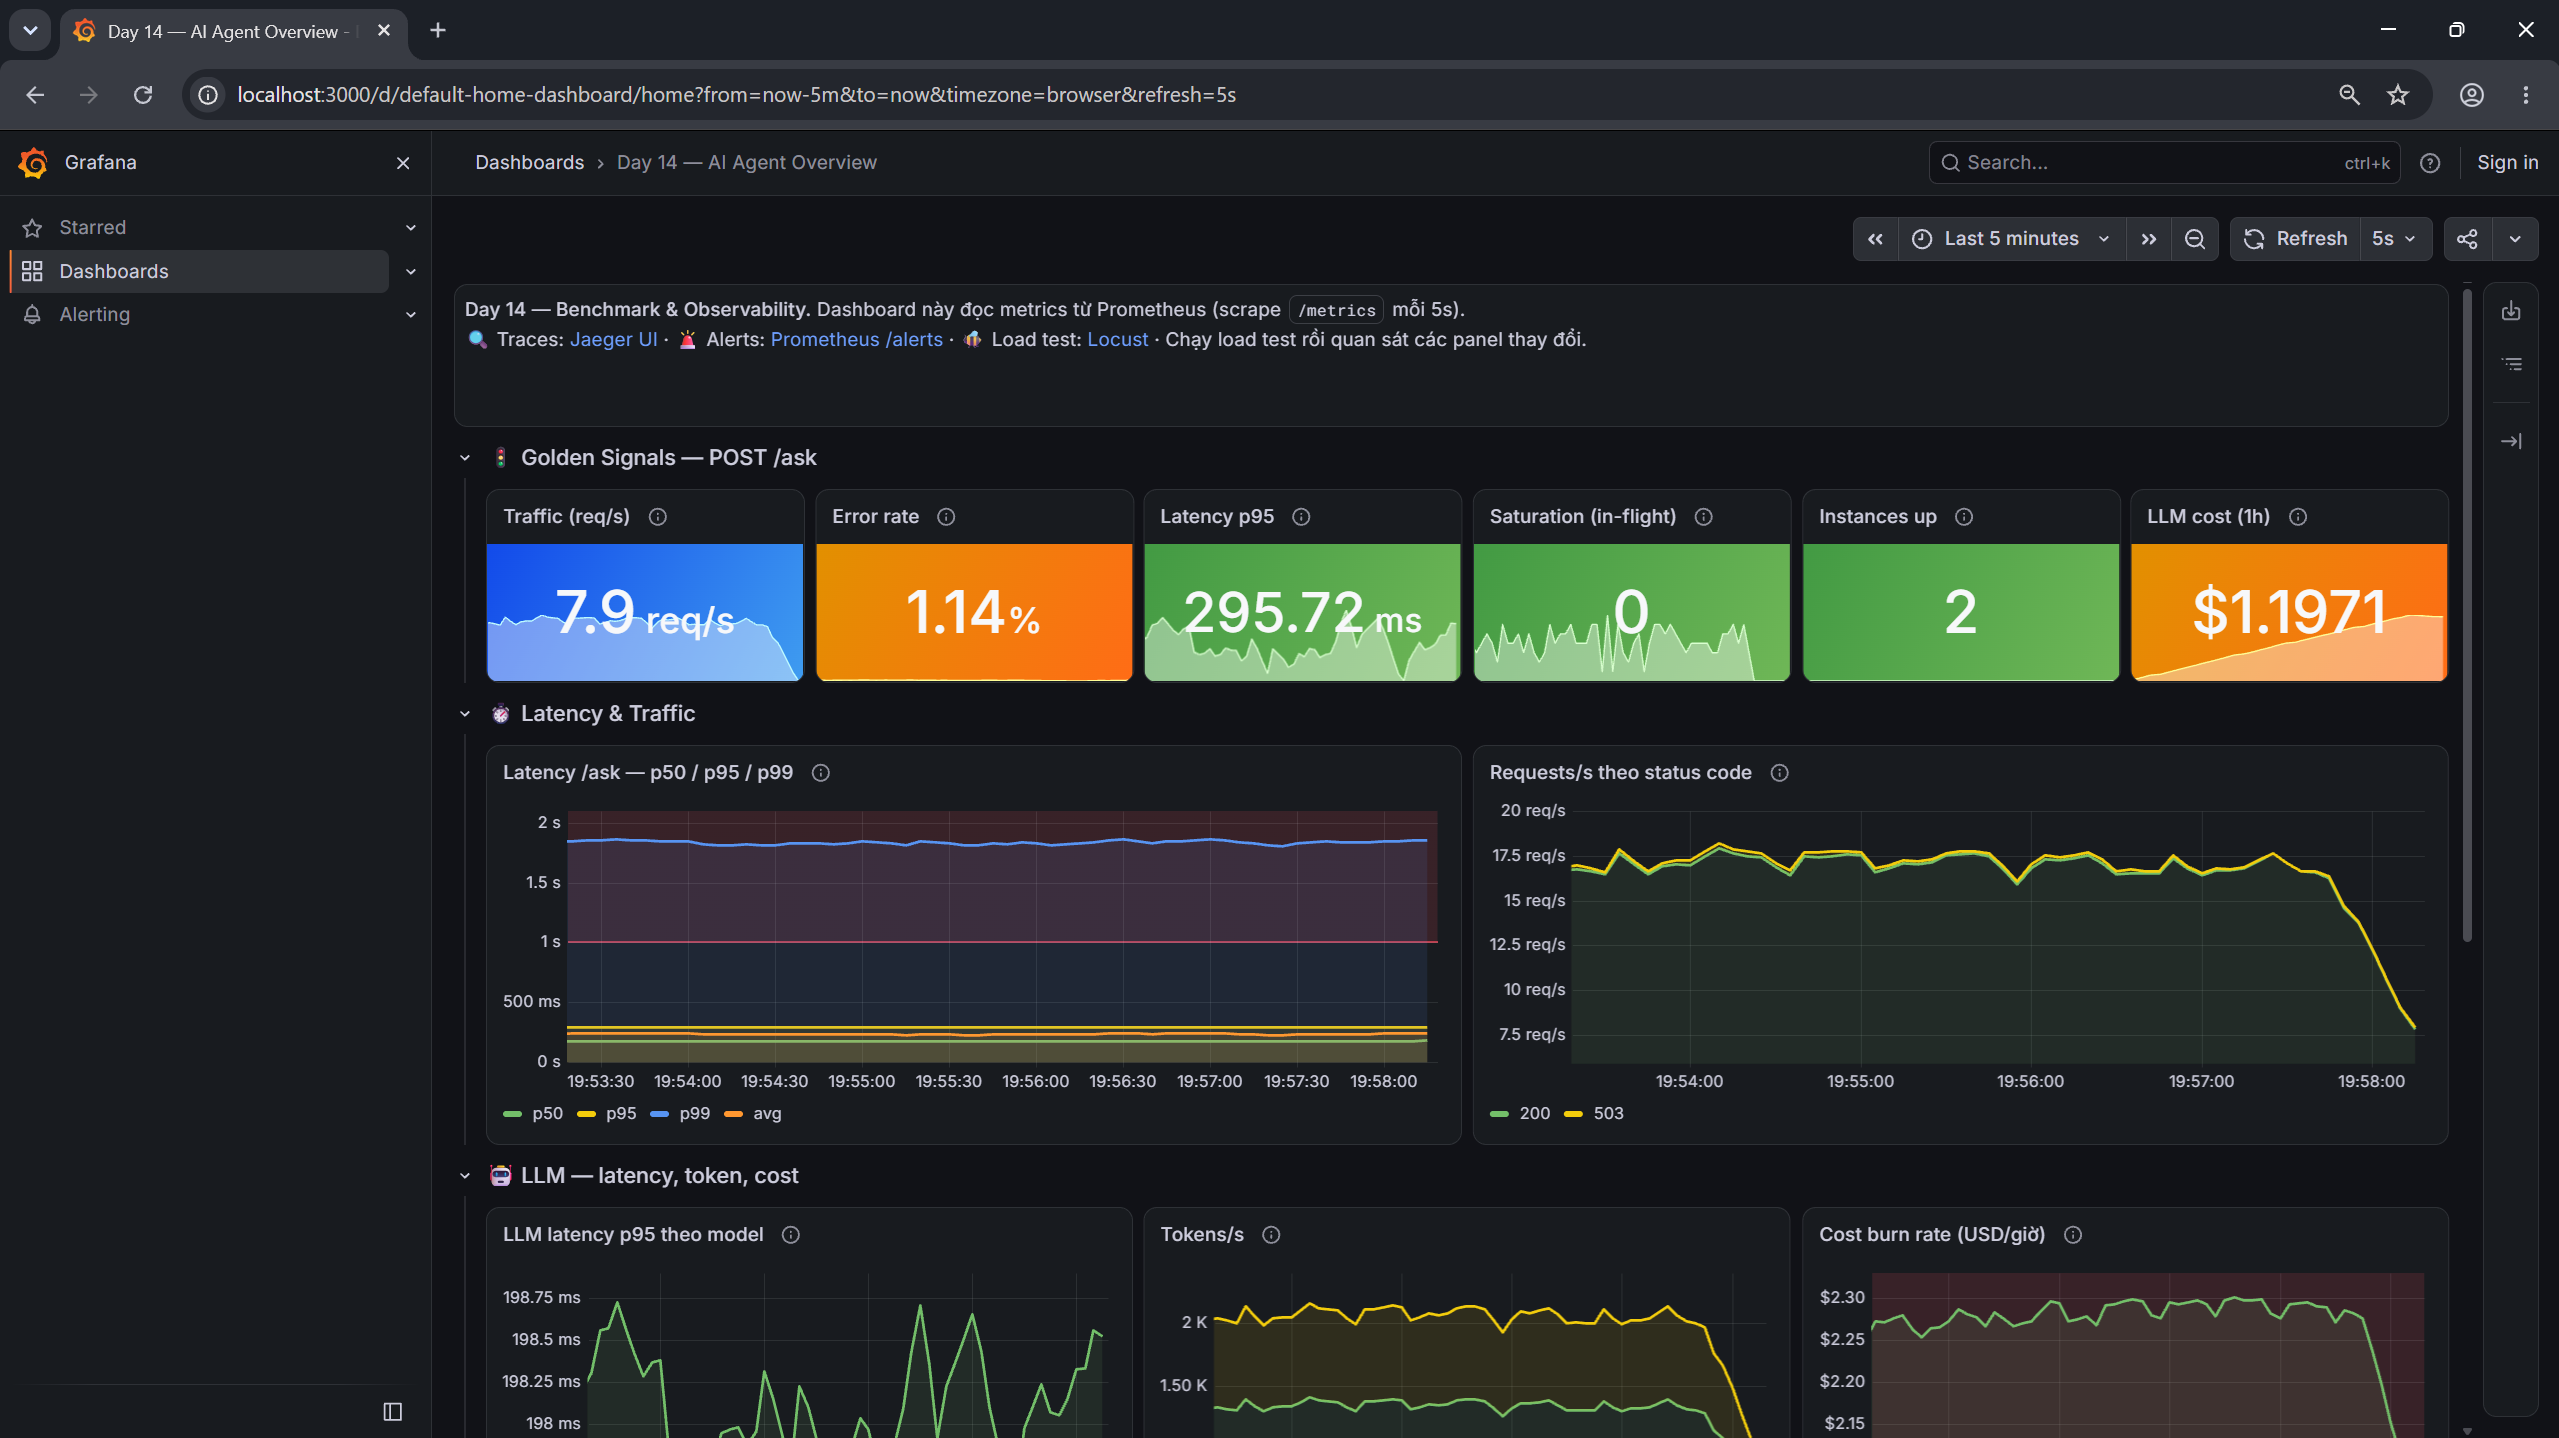 Day 14 — AI Agent Overview -
localhost:3000/d/default-home-dashboard/home?from=now-5m&to=now&timezone=browser&refresh=5s
Grafana
Dashboards › Day 14 — AI Agent Overview
Search... ctrl+k
Sign in
Starred
Dashboards
Alerting
Last 5 minutes
Refresh 5s
Day 14 — Benchmark & Observability. Dashboard này đọc metrics từ Prometheus (scrape /metrics mỗi 5s).
Traces: Jaeger UI · Alerts: Prometheus /alerts · Load test: Locust · Chạy load test rồi quan sát các panel thay đổi.
Golden Signals — POST /ask
Traffic (req/s)
7.9 req/s
Error rate
1.14%
Latency p95
295.72 ms
Saturation (in-flight)
0
Instances up
2
LLM cost (1h)
$1.1971
Latency & Traffic
Latency /ask — p50 / p95 / p99
2 s
1.5 s
1 s
500 ms
0 s
19:53:30 19:54:00 19:54:30 19:55:00 19:55:30 19:56:00 19:56:30 19:57:00 19:57:30 19:58:00
p50 p95 p99 avg
Requests/s theo status code
20 req/s
17.5 req/s
15 req/s
12.5 req/s
10 req/s
7.5 req/s
19:54:00 19:55:00 19:56:00 19:57:00 19:58:00
200 503
LLM — latency, token, cost
LLM latency p95 theo model
198.75 ms
198.5 ms
198.25 ms
198 ms
Tokens/s
2 K
1.50 K
Cost burn rate (USD/giờ)
$2.30
$2.25
$2.20
$2.15